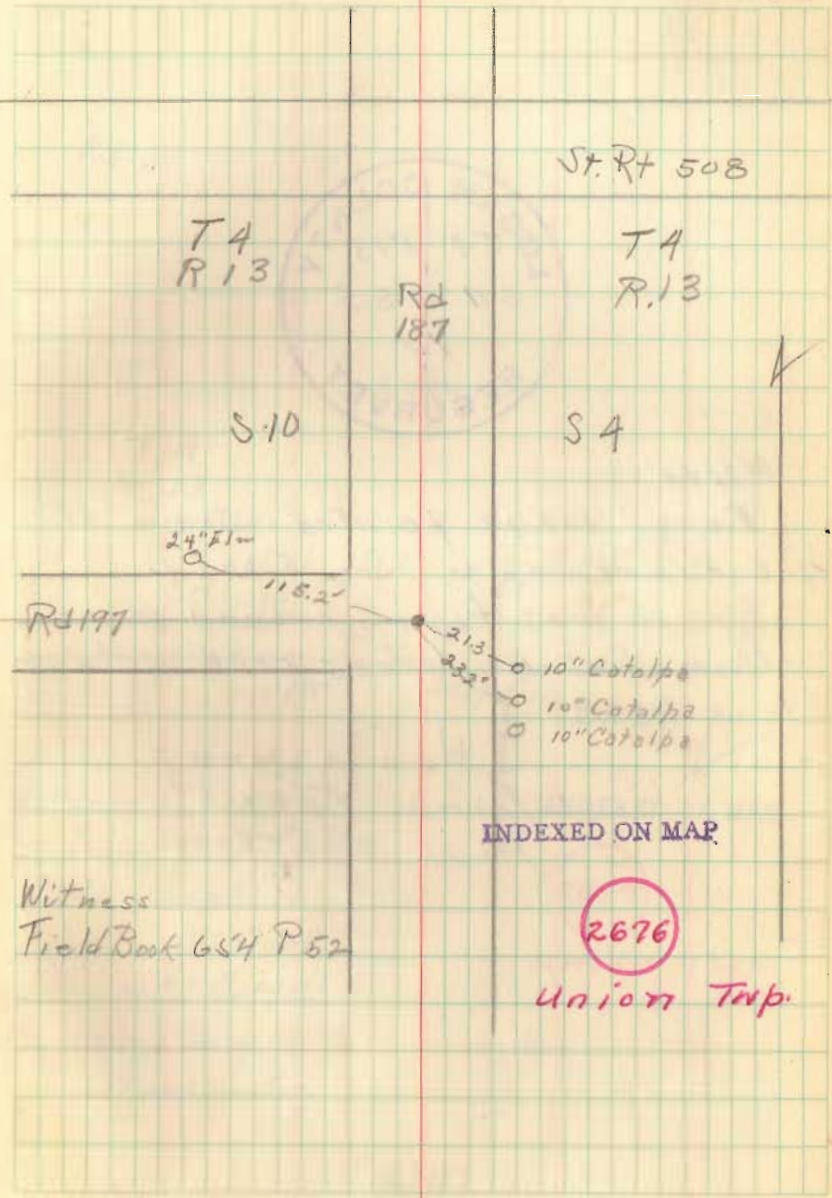 St. Rt 508
T 4
R 13
Rd
187
T 4
R. 13
S 10
S 4
24" Elm
115.2'
Rd 197
21.3
23.2'
10" Catalpa
10" Catalpa
10" Catalpa
INDEXED ON MAP
Witness
Field Book 654 P 52
2676
Union Twp.